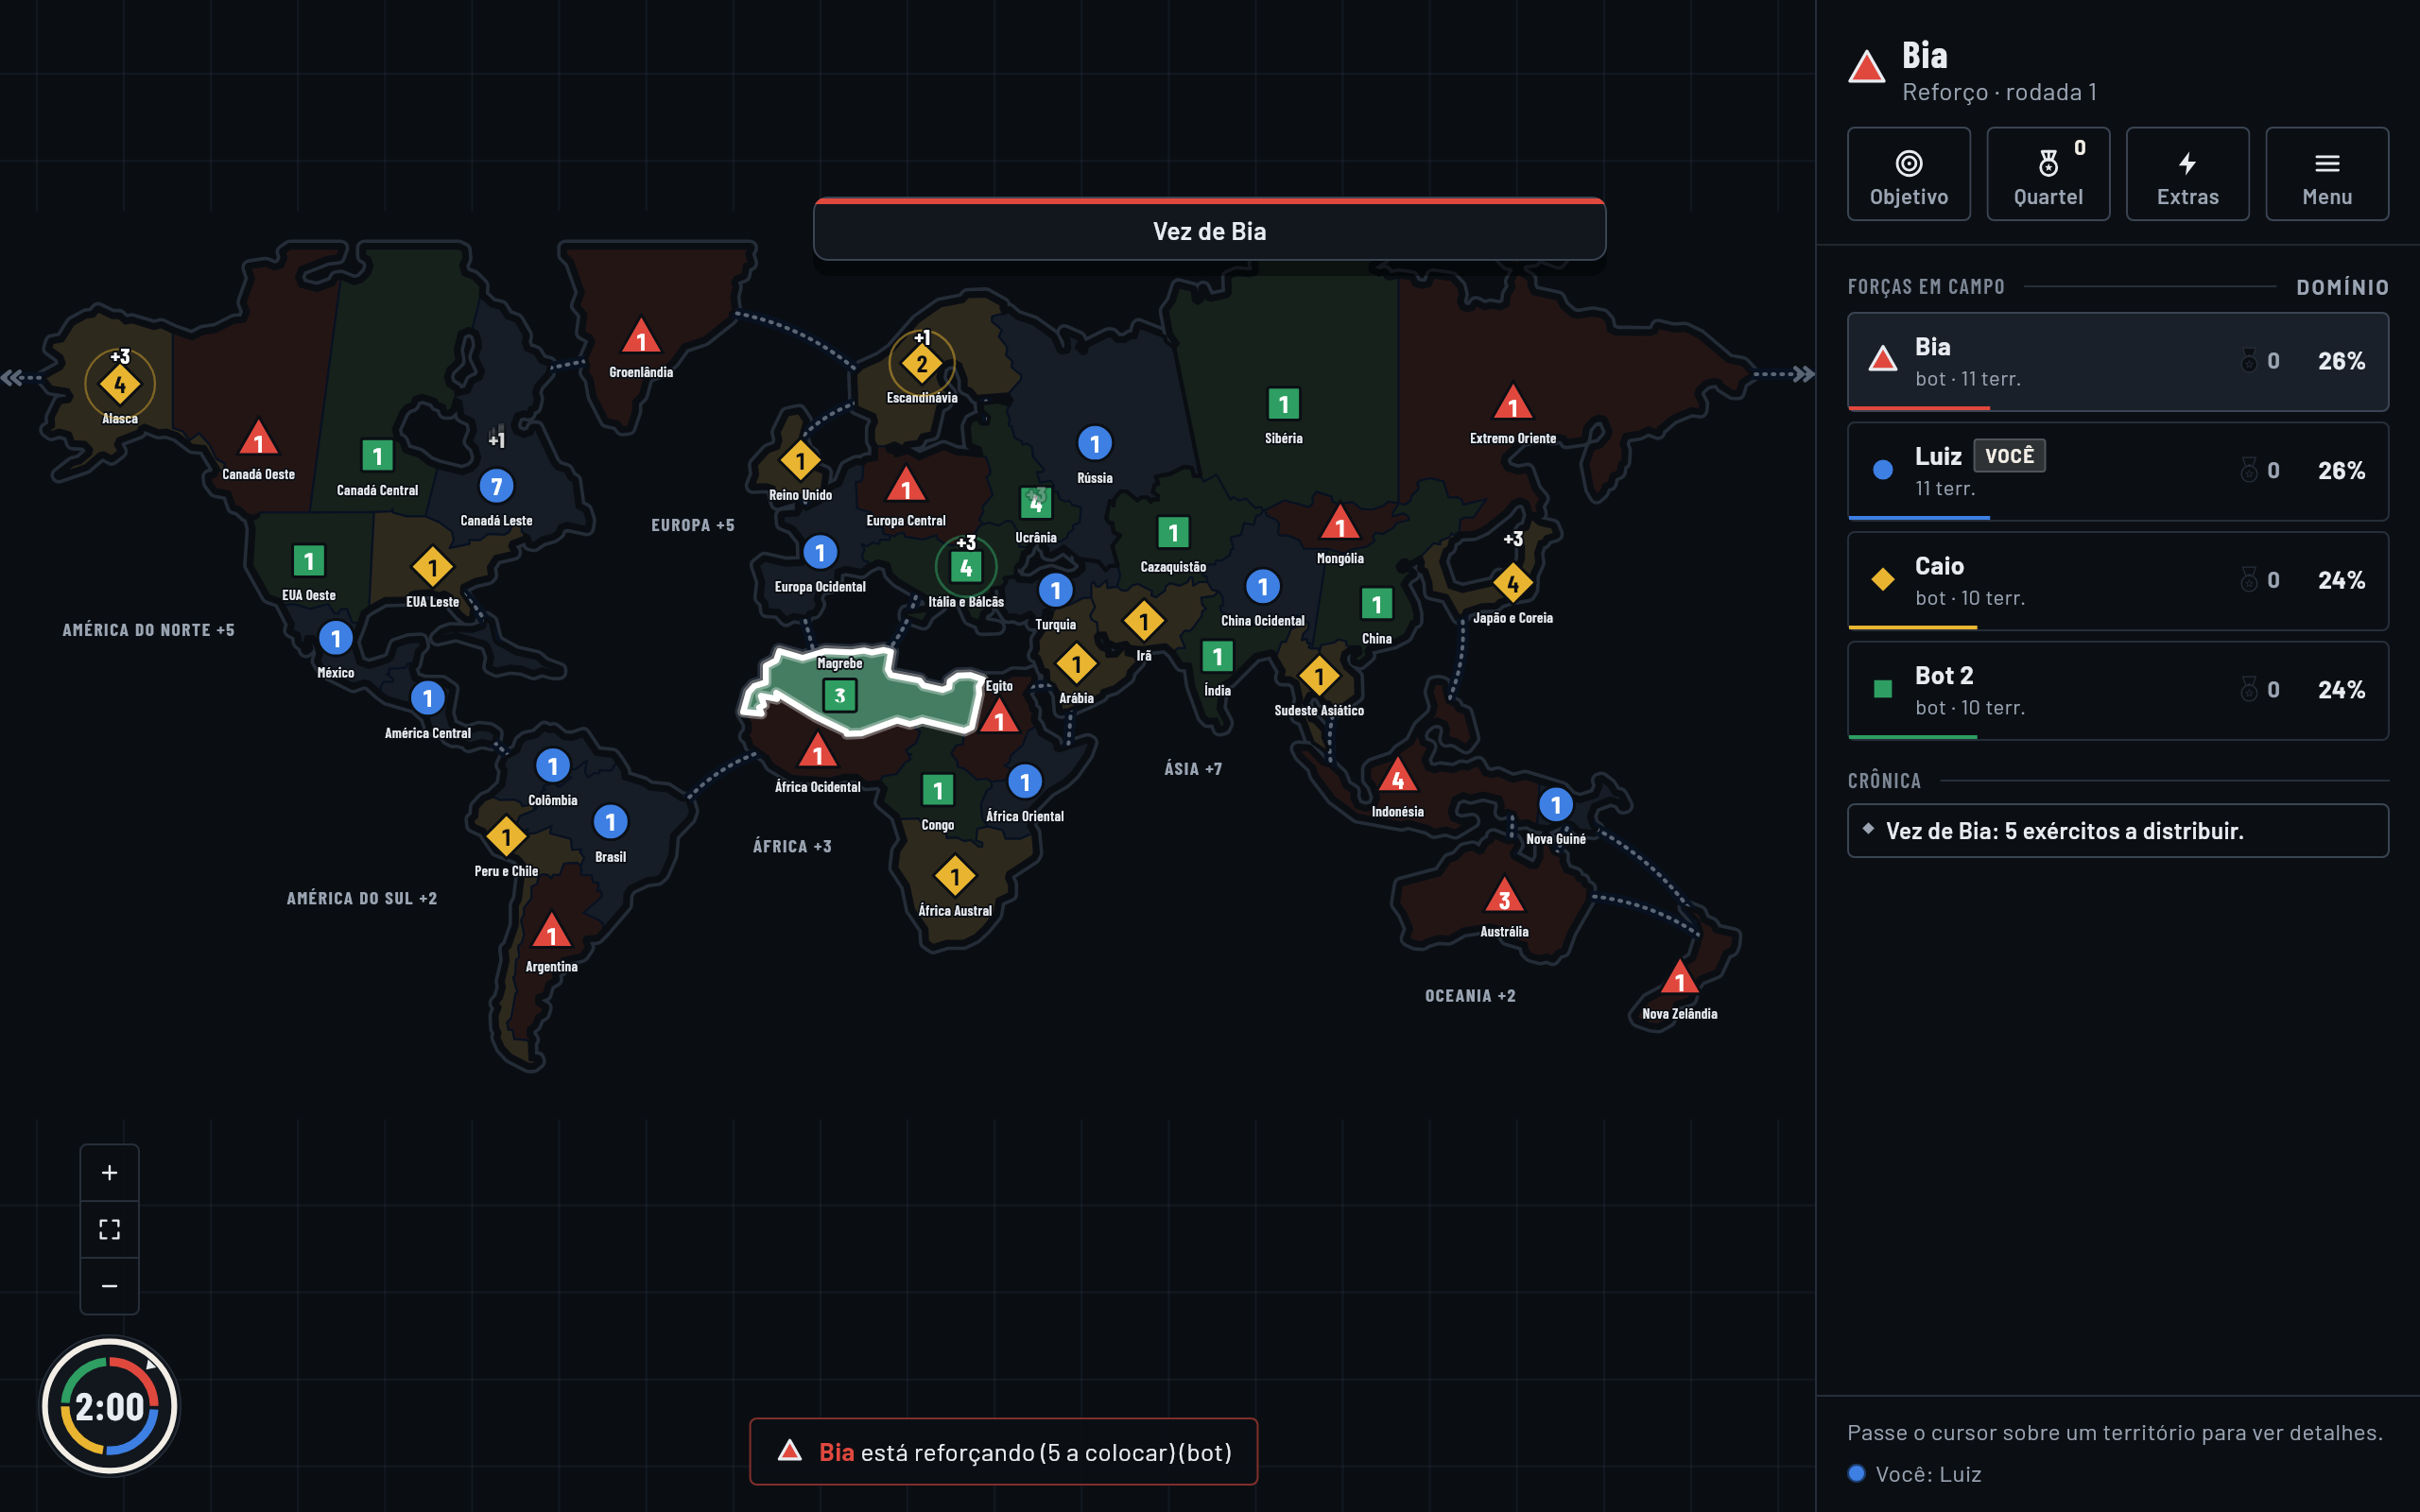 Bia
Reforço · rodada 1
Objetivo
0
Quartel
Extras
Menu
FORÇAS EM CAMPO
DOMÍNIO
Bia
bot · 11 terr.
0
26%
Luiz
VOCÊ
11 terr.
0
26%
Caio
bot · 10 terr.
0
24%
Bot 2
bot · 10 terr.
0
24%
CRÔNICA
Vez de Bia: 5 exércitos a distribuir.
Passe o cursor sobre um território para ver detalhes.
Você: Luiz
Vez de Bia
+3
4
Alasca
1
Canadá Oeste
1
Canadá Central
+1
7
Canadá Leste
1
Groenlândia
1
EUA Oeste
1
EUA Leste
1
México
1
América Central
AMÉRICA DO NORTE +5
1
Colômbia
1
Brasil
1
Peru e Chile
1
Argentina
AMÉRICA DO SUL +2
+1
2
Escandinávia
1
Reino Unido
1
Europa Central
1
Europa Ocidental
+3
4
Itália e Bálcãs
+3
4
Ucrânia
1
Rússia
EUROPA +5
Magrebe
3
Egito
1
1
África Ocidental
1
Congo
1
África Oriental
1
África Austral
ÁFRICA +3
1
Sibéria
1
Extremo Oriente
1
Cazaquistão
1
Mongólia
1
Turquia
1
China Ocidental
1
China
+3
4
Japão e Coreia
1
Irã
1
Arábia
1
Índia
1
Sudeste Asiático
ÁSIA +7
4
Indonésia
1
Nova Guiné
3
Austrália
1
Nova Zelândia
OCEANIA +2
+
−
2:00
Bia está reforçando (5 a colocar) (bot)